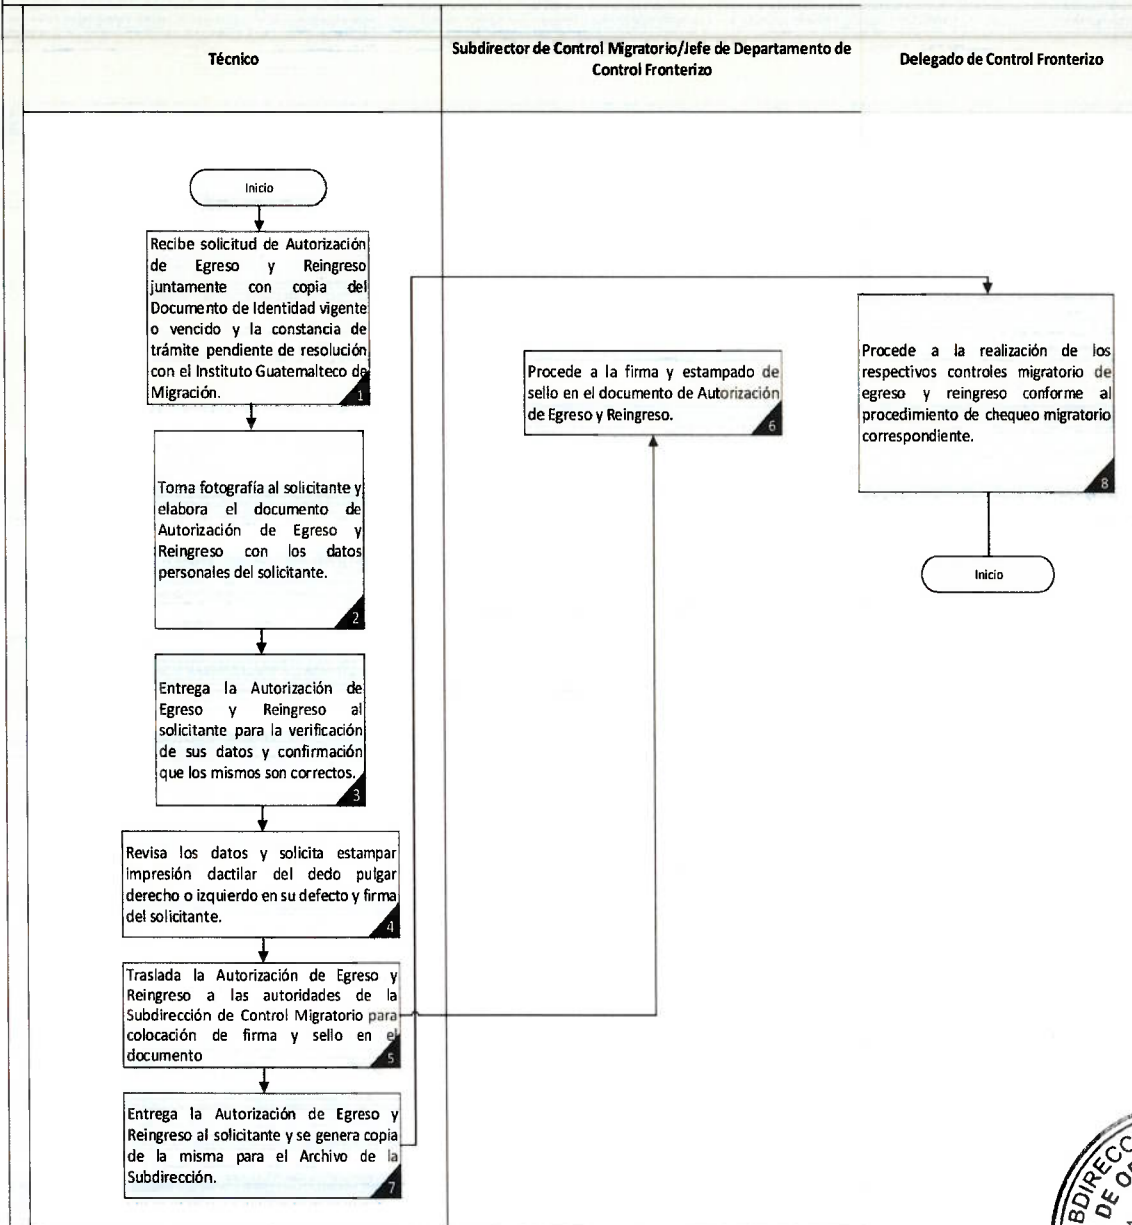 Técnico
Subdirector de Control Migratorio/Jefe de Departamento de
Control Fronterizo
Delegado de Control Fronterizo
Inicio
Recibe solicitud de Autorización
de Egreso y Reingreso
juntamente con copia del
Documento de Identidad vigente
o vencido y la constancia de
trámite pendiente de resolución
con el Instituto Guatemalteco de
Migración.
1
Toma fotografía al solicitante y
elabora el documento de
Autorización de Egreso y
Reingreso con los datos
personales del solicitante.
2
Entrega la Autorización de
Egreso y Reingreso al
solicitante para la verificación
de sus datos y confirmación
que los mismos son correctos.
3
Revisa los datos y solicita estampar
impresión dactilar del dedo pulgar
derecho o izquierdo en su defecto y firma
del solicitante.
4
Traslada la Autorización de Egreso y
Reingreso a las autoridades de la
Subdirección de Control Migratorio para
colocación de firma y sello en el
documento
5
Procede a la firma y estampado de
sello en el documento de Autorización
de Egreso y Reingreso.
6
Entrega la Autorización de Egreso y
Reingreso al solicitante y se genera copia
de la misma para el Archivo de la
Subdirección.
7
Procede a la realización de los
respectivos controles migratorio de
egreso y reingreso conforme al
procedimiento de chequeo migratorio
correspondiente.
8
Inicio